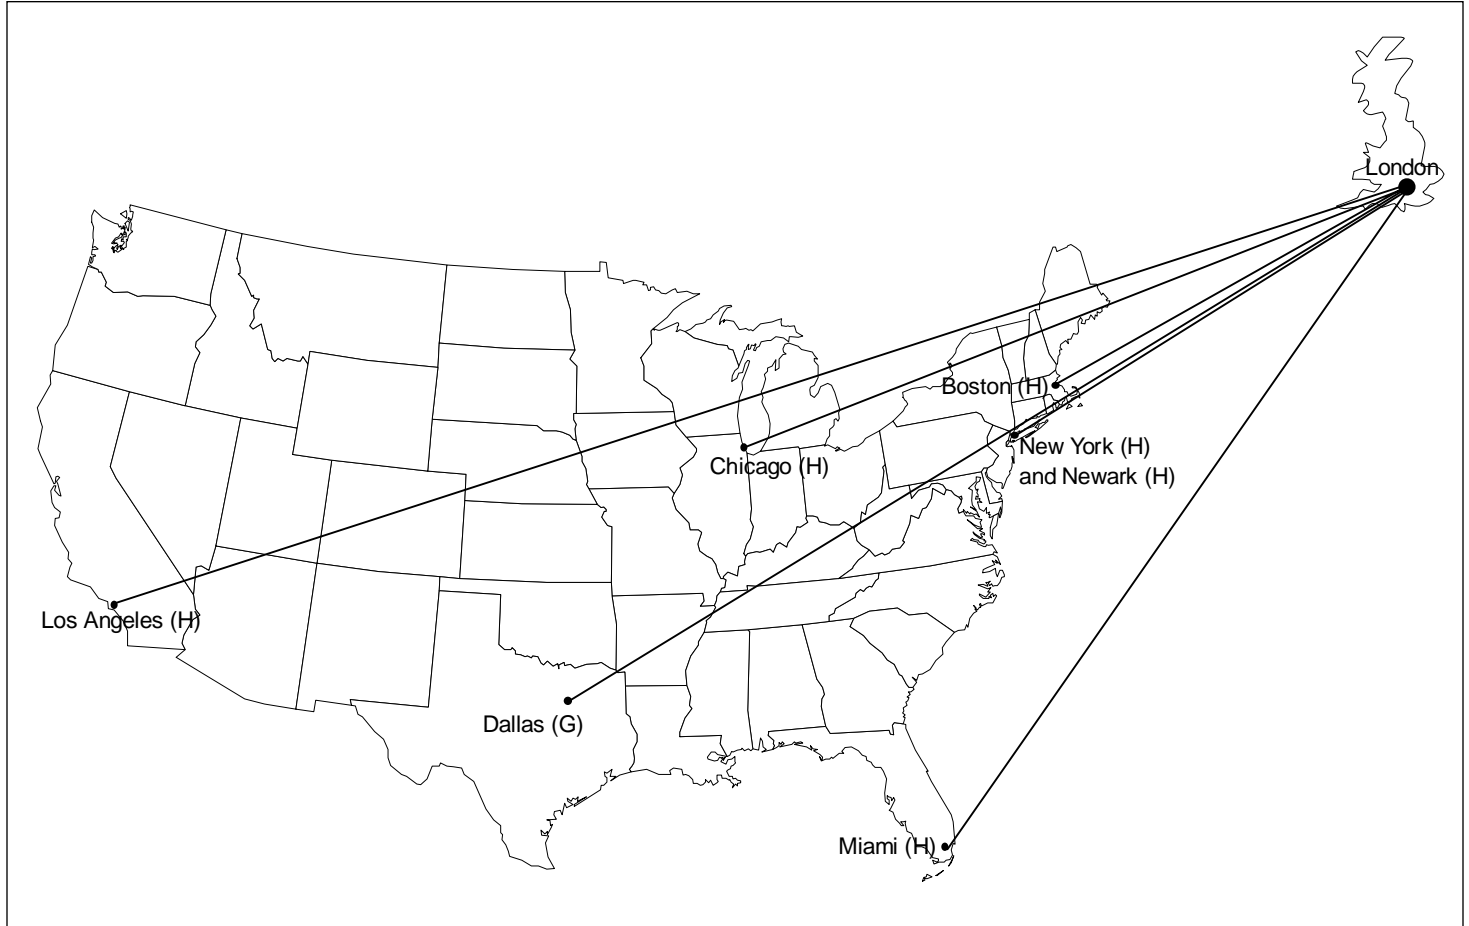 London
Boston (H)
New York (H)
and Newark (H)
Chicago (H)
Los Angeles (H)
Dallas (G)
Miami (H)